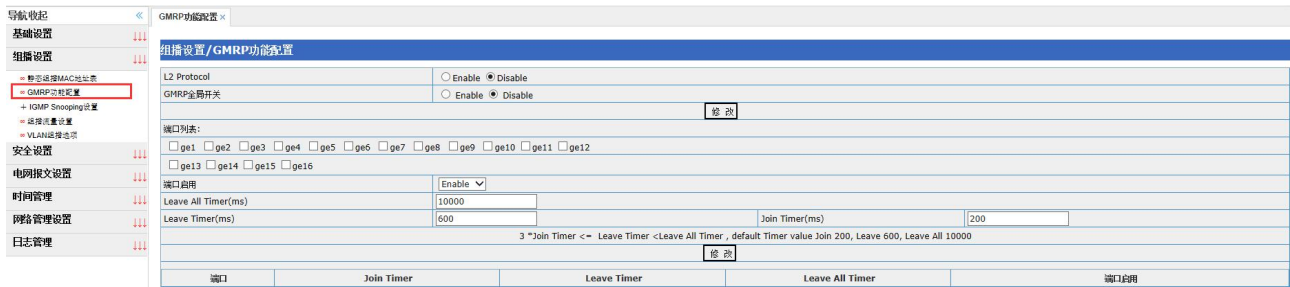 导航收起 «
GMRP功能配置 ×
基础设置
组播设置
静态组播MAC地址表
GMRP功能配置
+ IGMP Snooping设置
组播流量设置
VLAN组播选项
安全设置
电网报文设置
时间管理
网络管理设置
日志管理
组播设置/GMRP功能配置
L2 Protocol Enable Disable
GMRP全局开关 Enable Disable
修 改
端口列表:
ge1 ge2 ge3 ge4 ge5 ge6 ge7 ge8 ge9 ge10 ge11 ge12
ge13 ge14 ge15 ge16
端口启用 Enable
Leave All Timer(ms) 10000
Leave Timer(ms) 600 Join Timer(ms) 200
3 *Join Timer <= Leave Timer <Leave All Timer , default Timer value Join 200, Leave 600, Leave All 10000
修 改
端口 Join Timer Leave Timer Leave All Timer 端口启用